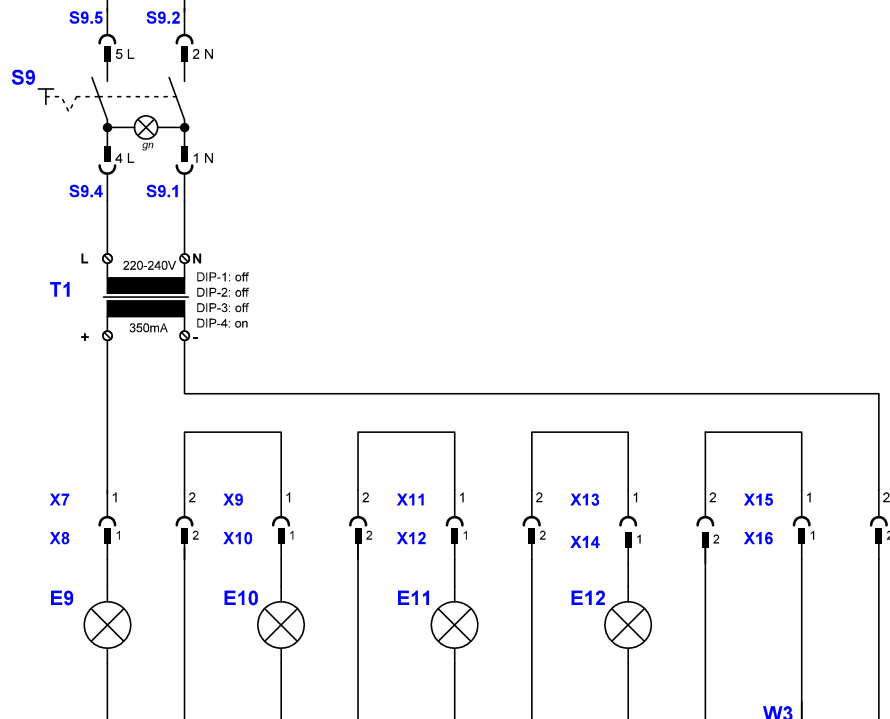 S9.5 S9.2
5 L 2 N
S9
gn
4 L 1 N
S9.4 S9.1
L N
220-240V
DIP-1: off
T1 DIP-2: off
DIP-3: off
350mA DIP-4: on
+ -
X7 1 2 X9 1 2 X11 1 2 X13 1 2 X15 1 2
X8 1 2 X10 1 2 X12 1 2 X14 1 2 X16 1 2
E9 E10 E11 E12
W3